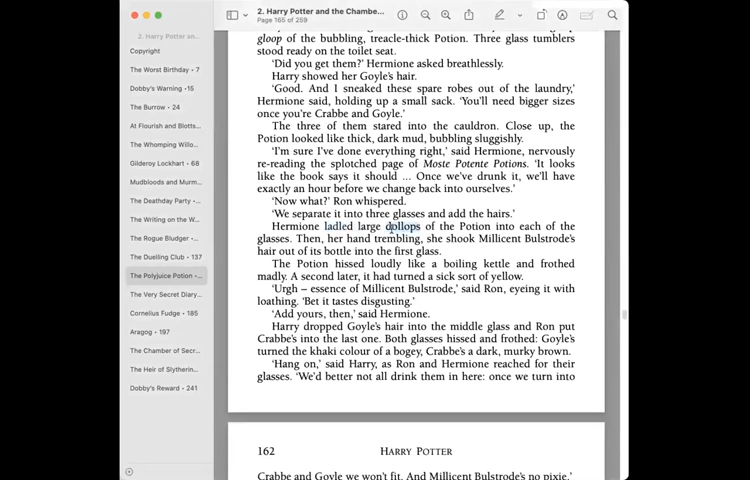 2. Harry Potter and the Chambe...
Page 165 of 259
2. Harry Potter an...
Copyright
The Worst Birthday • 7
Dobby's Warning •15
The Burrow • 24
At Flourish and Blotts...
The Whomping Willo...
Gilderoy Lockhart • 68
Mudbloods and Murm...
The Deathday Party •...
The Writing on the W...
The Rogue Bludger •...
The Duelling Club • 137
The Polyjuice Potion •...
The Very Secret Diary...
Cornelius Fudge • 185
Aragog • 197
The Chamber of Secr...
The Heir of Slytherin...
Dobby's Reward • 241
gloop of the bubbling, treacle-thick Potion. Three glass tumblers
stood ready on the toilet seat.
'Did you get them?' Hermione asked breathlessly.
Harry showed her Goyle's hair.
'Good. And I sneaked these spare robes out of the laundry,'
Hermione said, holding up a small sack. 'You'll need bigger sizes
once you're Crabbe and Goyle.'
The three of them stared into the cauldron. Close up, the
Potion looked like thick, dark mud, bubbling sluggishly.
'I'm sure I've done everything right,' said Hermione, nervously
re-reading the splotched page of Moste Potente Potions. 'It looks
like the book says it should ... Once we've drunk it, we'll have
exactly an hour before we change back into ourselves.'
'Now what?' Ron whispered.
'We separate it into three glasses and add the hairs.'
Hermione ladled large dollops of the Potion into each of the
glasses. Then, her hand trembling, she shook Millicent Bulstrode's
hair out of its bottle into the first glass.
The Potion hissed loudly like a boiling kettle and frothed
madly. A second later, it had turned a sick sort of yellow.
'Urgh – essence of Millicent Bulstrode,' said Ron, eyeing it with
loathing. 'Bet it tastes disgusting.'
'Add yours, then,' said Hermione.
Harry dropped Goyle's hair into the middle glass and Ron put
Crabbe's into the last one. Both glasses hissed and frothed: Goyle's
turned the khaki colour of a bogey, Crabbe's a dark, murky brown.
'Hang on,' said Harry, as Ron and Hermione reached for their
glasses. 'We'd better not all drink them in here: once we turn into
162 HARRY POTTER
Crabbe and Goyle we won't fit. And Millicent Bulstrode's no pixie.'